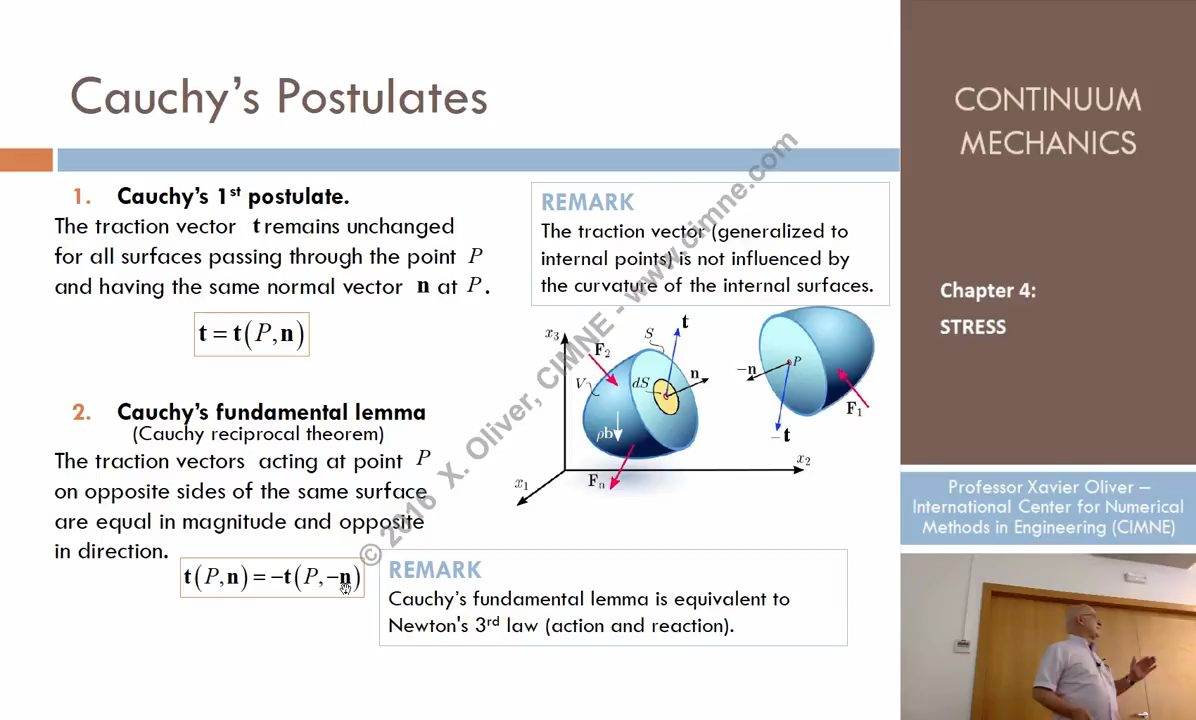 Cauchy's Postulates
1. Cauchy's 1st postulate.
The traction vector t remains unchanged
for all surfaces passing through the point P
and having the same normal vector n at P.
t = t(P, n)
2. Cauchy's fundamental lemma
(Cauchy reciprocal theorem)
The traction vectors acting at point P
on opposite sides of the same surface
are equal in magnitude and opposite
in direction.
t(P, n) = −t(P, −n)
REMARK
The traction vector (generalized to
internal points) is not influenced by
the curvature of the internal surfaces.
x3
F2
S
t
V
dS
n
ρb
Fn
x1
x2
−n
P
F1
−t
REMARK
Cauchy's fundamental lemma is equivalent to
Newton's 3rd law (action and reaction).
© 2016 X. Oliver, CIMNE - www.cimne.com
CONTINUUM
MECHANICS
Chapter 4:
STRESS
Professor Xavier Oliver –
International Center for Numerical
Methods in Engineering (CIMNE)